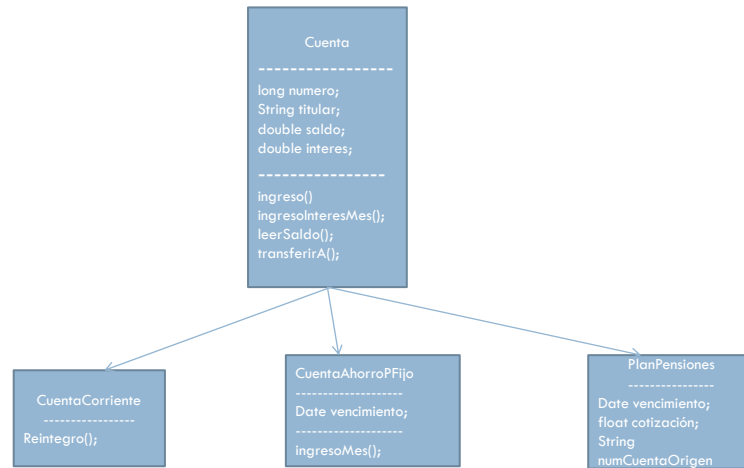 Cuenta
-------------------
long numero;
String titular;
double saldo;
double interes;
------------------
ingreso()
ingresoInteresMes();
leerSaldo();
transferirA();
CuentaCorriente
-----------------
Reintegro();
CuentaAhorroPFijo
--------------------
Date vencimiento;
--------------------
ingresoMes();
PlanPensiones
----------------
Date vencimiento;
float cotización;
String
numCuentaOrigen